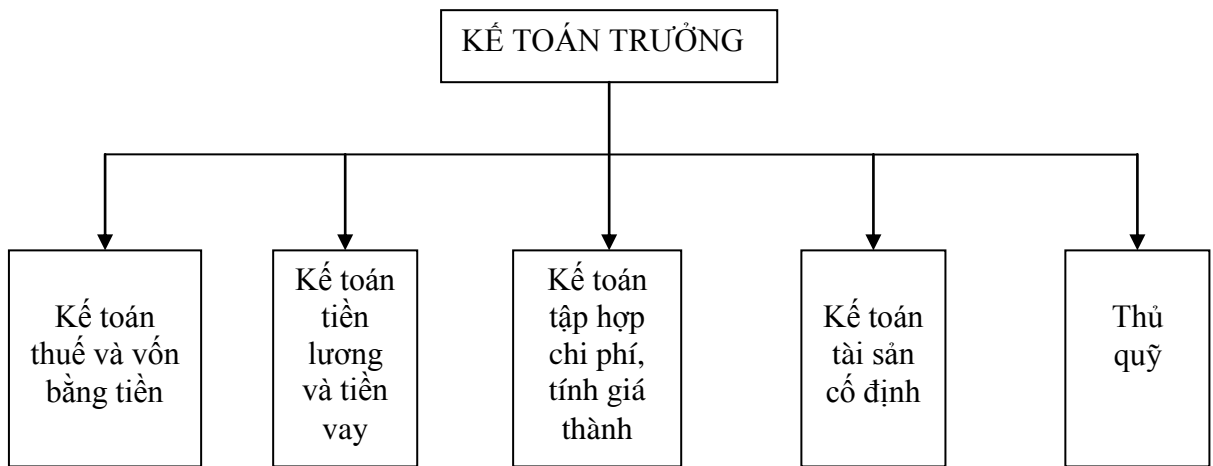 KẾ TOÁN TRƯỞNG
Kế toán
thuế và vốn
bằng tiền
Kế toán
tiền
lương
và tiền
vay
Kế toán
tập hợp
chi phí,
tính giá
thành
Kế toán
tài sản
cố định
Thủ
quỹ